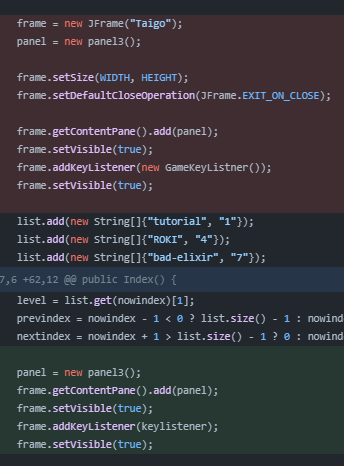 frame = new JFrame("Taigo");
panel = new panel3();
frame.setSize(WIDTH, HEIGHT);
frame.setDefaultCloseOperation(JFrame.EXIT_ON_CLOSE);
frame.getContentPane().add(panel);
frame.setVisible(true);
frame.addKeyListener(new GameKeyListner());
frame.setVisible(true);
list.add(new String[]{"tutorial", "1"});
list.add(new String[]{"ROKI", "4"});
list.add(new String[]{"bad-elixir", "7"});
7,6 +62,12 @@ public Index() {
level = list.get(nowindex)[1];
previndex = nowindex - 1 < 0 ? list.size() - 1 : nowinde
nextindex = nowindex + 1 > list.size() - 1 ? 0 : nowinde
panel = new panel3();
frame.getContentPane().add(panel);
frame.setVisible(true);
frame.addKeyListener(keylistener);
frame.setVisible(true);